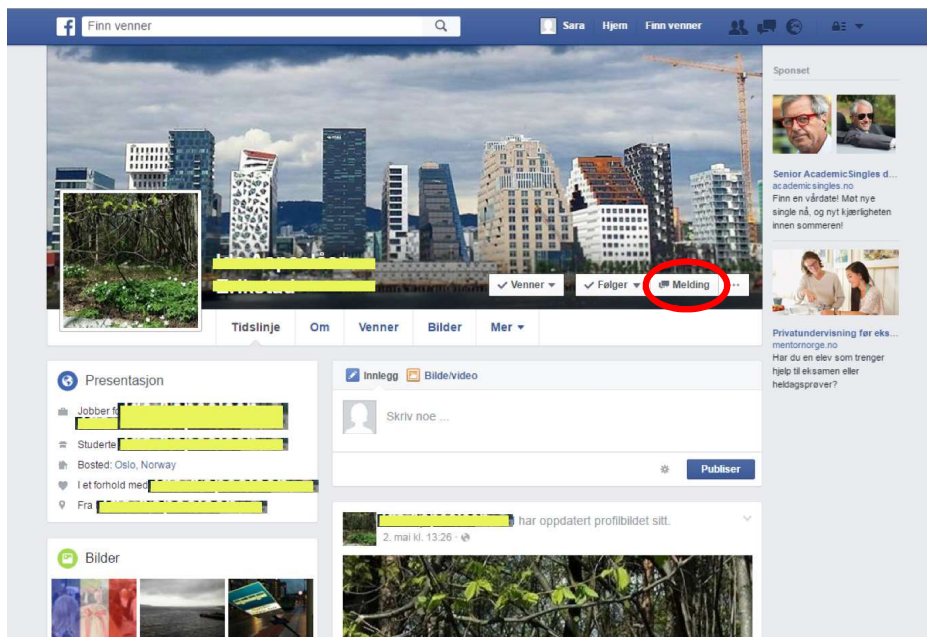 Finn venner
Sara Hjem Finn venner
Sponset
Senior AcademicSingles d...
academicsingles.no
Finn en vårdate! Møt nye
single nå, og nyt kjærligheten
innen sommeren!
Venner Følger Melding ...
Tidslinje Om Venner Bilder Mer
Privatundervisning før eks...
mentornorge.no
Har du en elev som trenger
hjelp til eksamen eller
heldagsprøver?
Presentasjon
Jobber
Studerte
Bosted: Oslo, Norway
I et forhold med
Fra
Innlegg Bilde/video
Skriv noe ...
Publiser
har oppdatert profilbildet sitt.
2. mai kl. 13:26 ·
Bilder